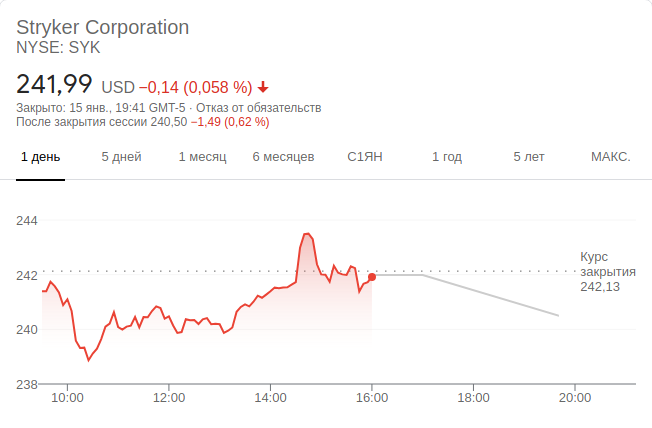 Stryker Corporation
NYSE: SYK
241,99 USD −0,14 (0,058 %)
Закрыто: 15 янв., 19:41 GMT-5 · Отказ от обязательств
После закрытия сессии 240,50 −1,49 (0,62 %)
1 день 5 дней 1 месяц 6 месяцев С1ЯН 1 год 5 лет МАКС.
244
Курс
242 закрытия
242,13
240
238
10:00 12:00 14:00 16:00 18:00 20:00